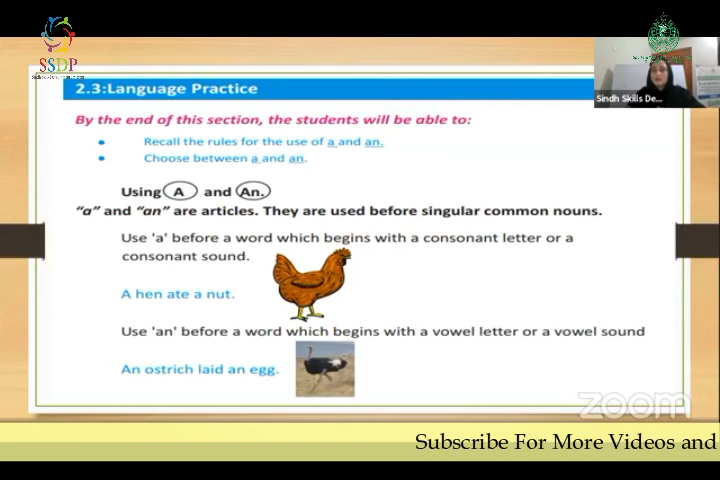 SSDP
2.3:Language Practice
Sindh Skills De...
By the end of this section, the students will be able to:
• Recall the rules for the use of a and an.
• Choose between a and an.
Using A and An.
“a” and “an” are articles. They are used before singular common nouns.
Use 'a' before a word which begins with a consonant letter or a
consonant sound.
A hen ate a nut.
Use 'an' before a word which begins with a vowel letter or a vowel sound
An ostrich laid an egg.
zoom
Subscribe For More Videos and